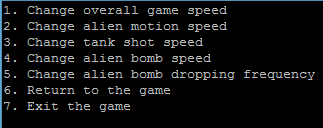 1. Change overall game speed
2. Change alien motion speed
3. Change tank shot speed
4. Change alien bomb speed
5. Change alien bomb dropping frequency
6. Return to the game
7. Exit the game